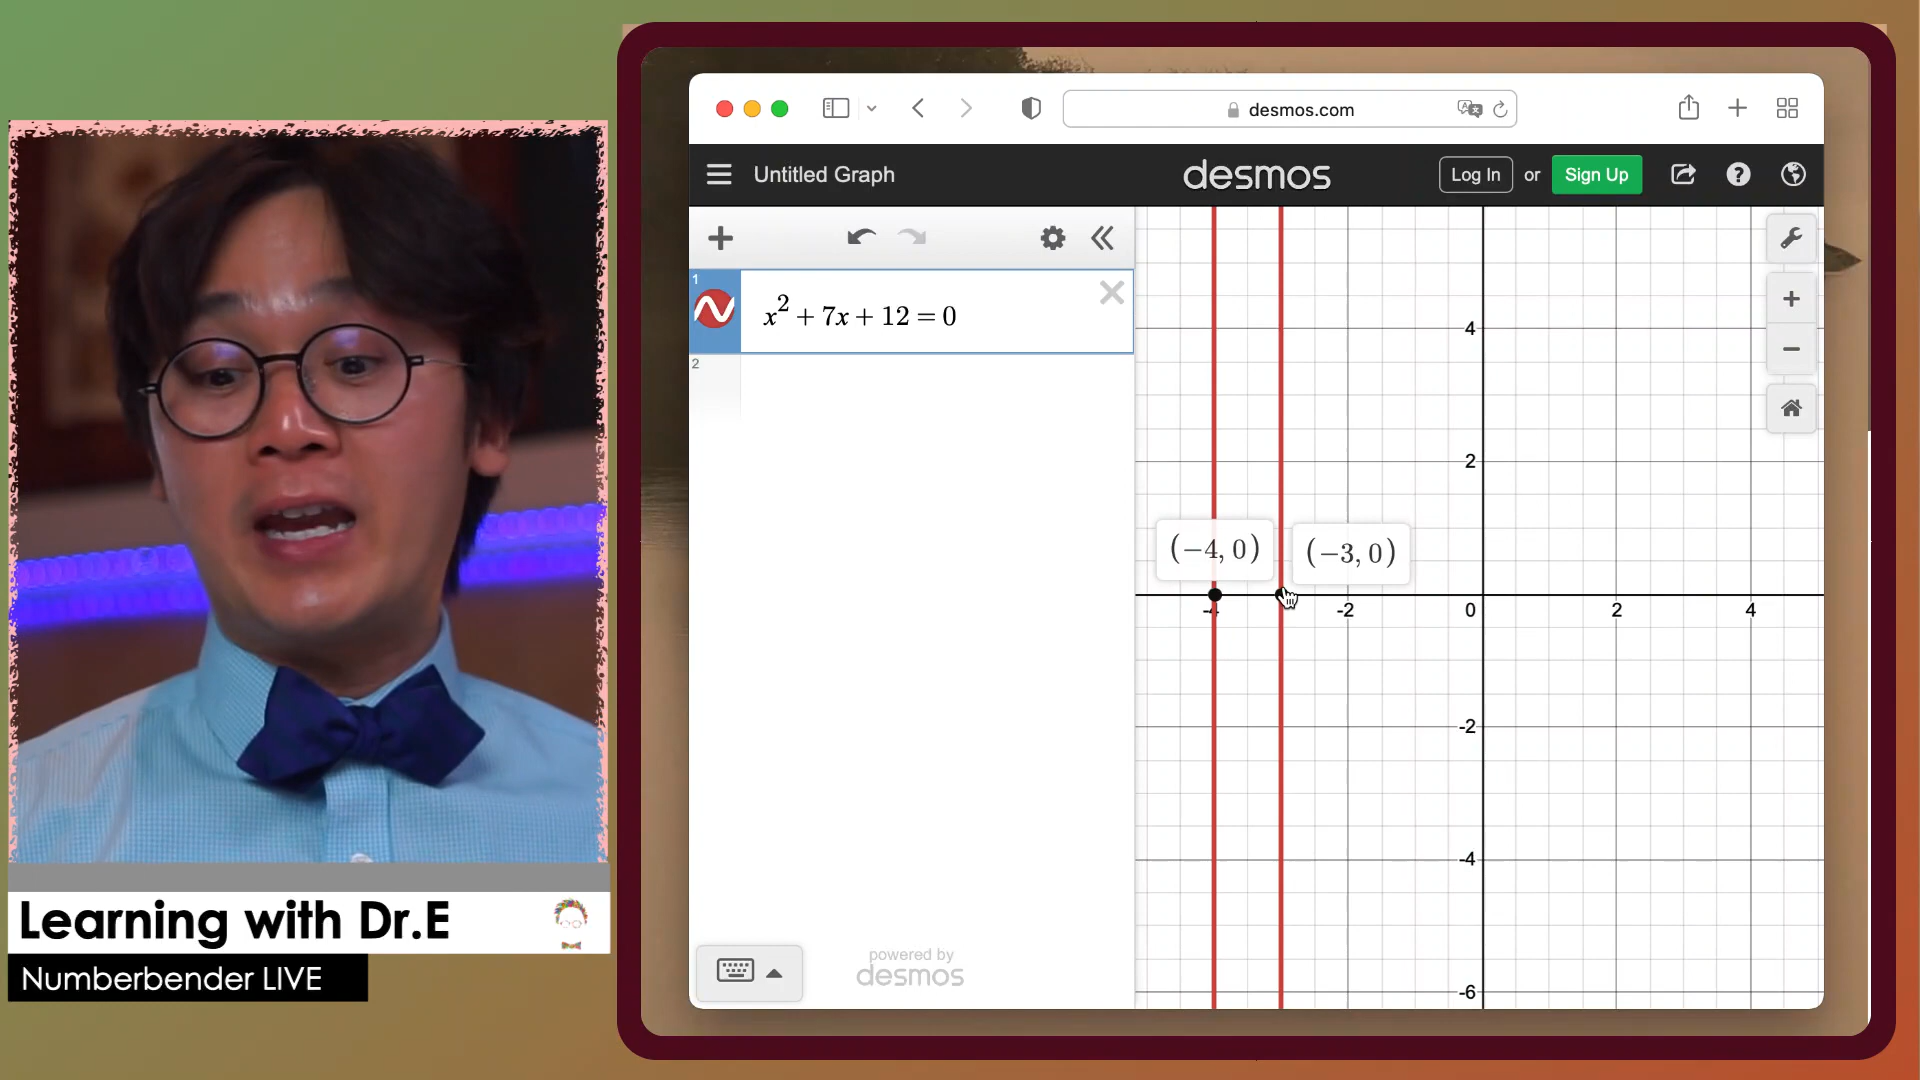 desmos.com
Untitled Graph
desmos
Log In or Sign Up
1
x² + 7x + 12 = 0
2
4
2
(−4, 0)
(−3, 0)
-4
-2
0
2
4
-2
-4
-6
powered by
desmos
Learning with Dr.E
Numberbender LIVE